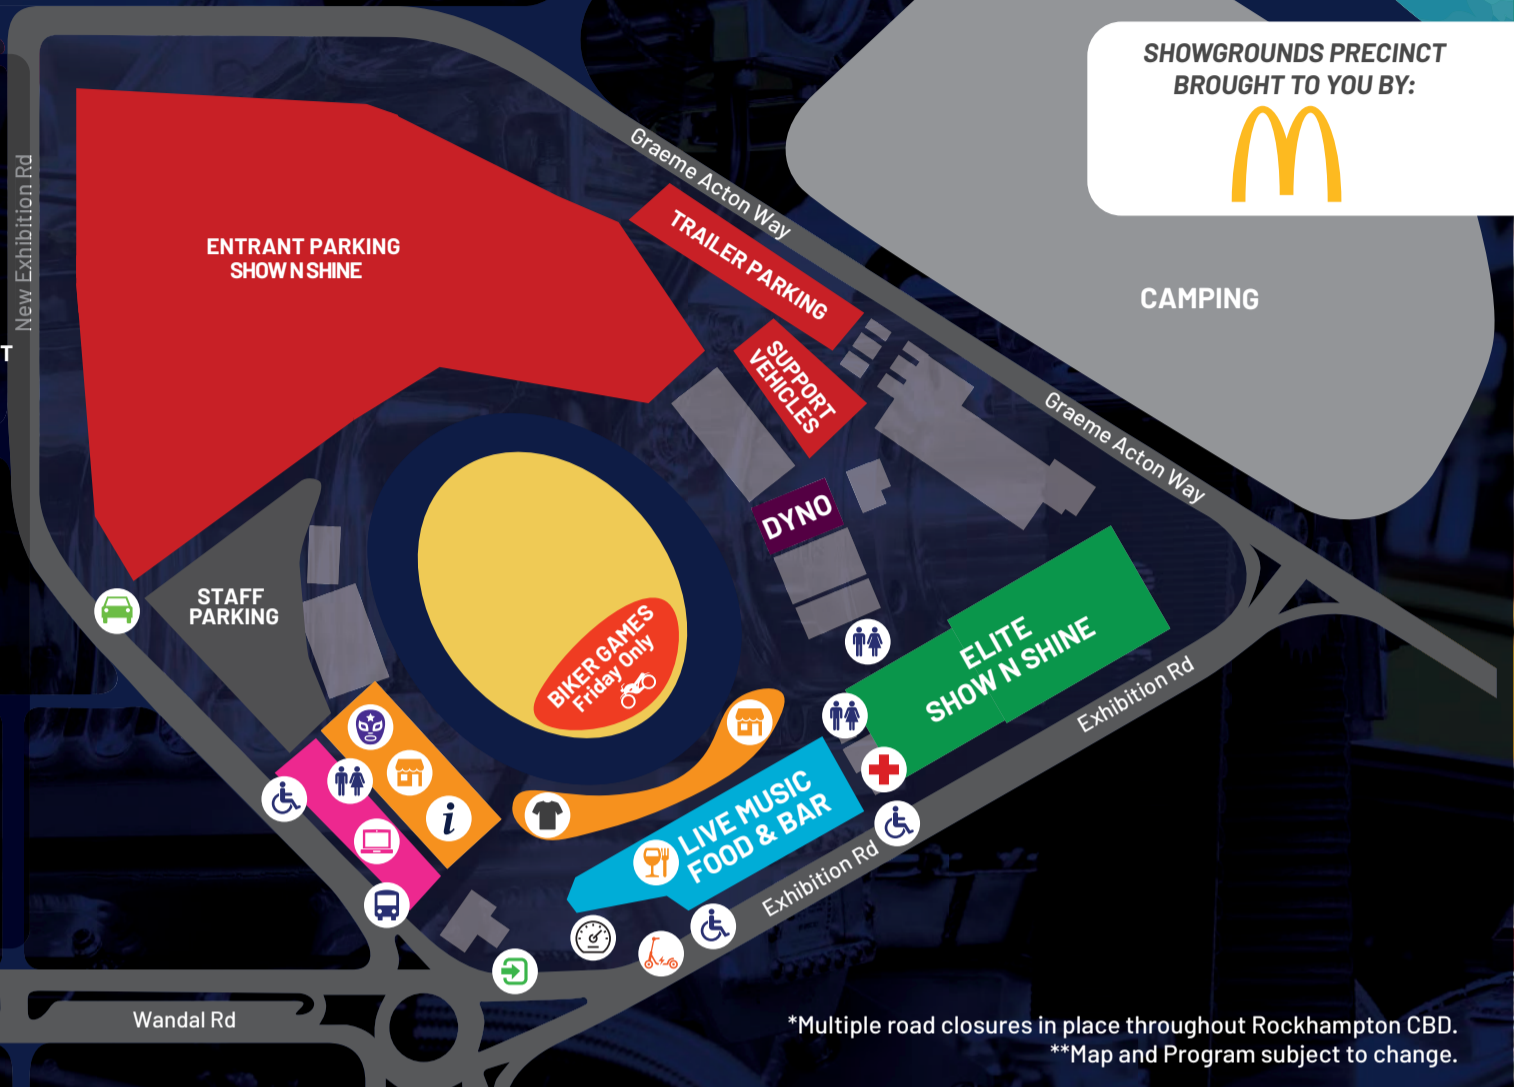 SHOWGROUNDS PRECINCT
BROUGHT TO YOU BY:
Graeme Acton Way
New Exhibition Rd
TRAILER PARKING
ENTRANT PARKING
SHOW N SHINE
CAMPING
T
SUPPORT
VEHICLES
Graeme Acton Way
DYNO
STAFF
PARKING
BIKER GAMES
Friday Only
ELITE
SHOW N SHINE
Exhibition Rd
i
LIVE MUSIC
FOOD & BAR
Exhibition Rd
Wandal Rd
*Multiple road closures in place throughout Rockhampton CBD.
**Map and Program subject to change.